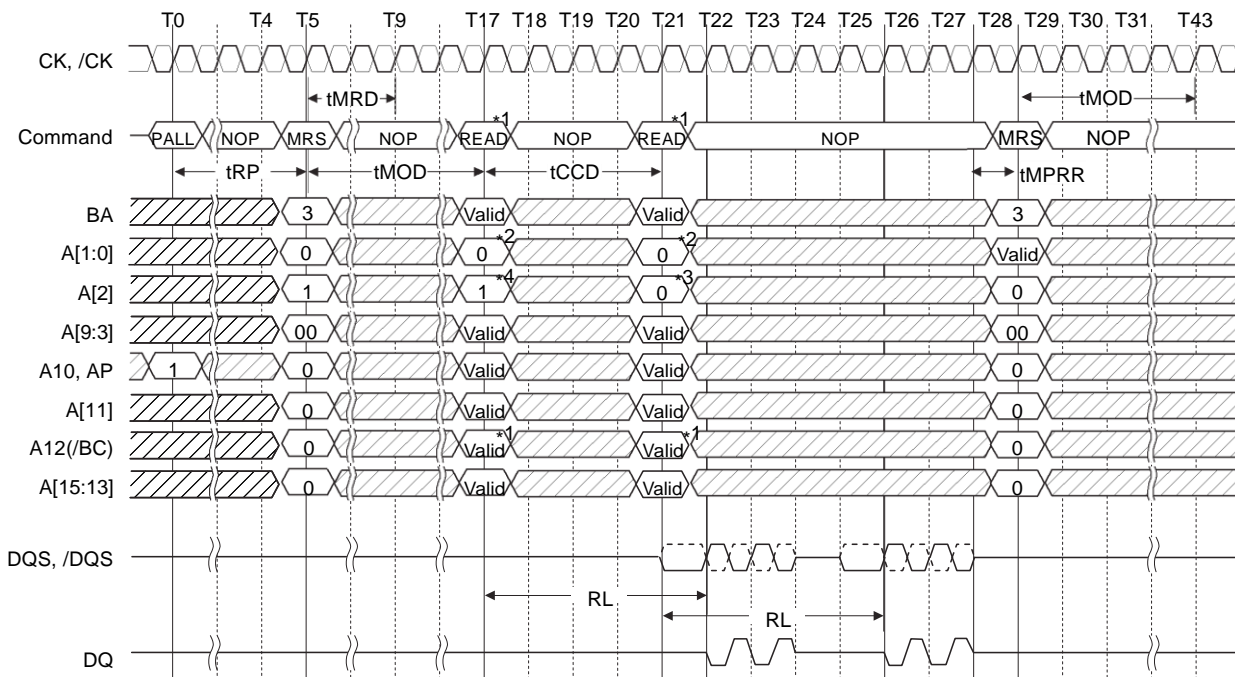 T0 T4 T5 T9 T17 T18 T19 T20 T21 T22 T23 T24 T25 T26 T27 T28 T29 T30 T31 T43
CK, /CK
tMRD tMOD
*1 *1
Command PALL NOP MRS NOP READ NOP READ NOP MRS NOP
tRP tMOD tCCD tMPRR
BA 3 Valid Valid 3
A[1:0] 0 0*2 0*2 Valid
A[2] 1 1*4 0*3 0
A[9:3] 00 Valid Valid 00
A10, AP 1 0 Valid Valid 0
A[11] 0 Valid Valid 0
A12(/BC) 0 Valid*1 Valid*1 0
A[15:13] 0 Valid Valid 0
DQS, /DQS
RL
RL
DQ